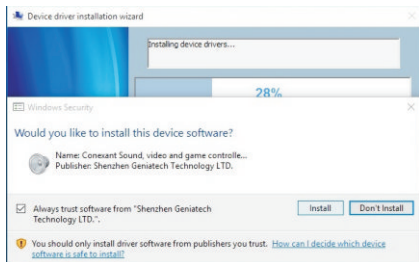 Device driver installation wizard
Installing device drivers...
28%
Windows Security
Would you like to install this device software?
Name: Conexant Sound, video and game controlle...
Publisher: Shenzhen Geniatech Technology LTD.
Always trust software from "Shenzhen Geniatech
Technology LTD.".
Install
Don't Install
You should only install driver software from publishers you trust. How can I decide which device
software is safe to install?